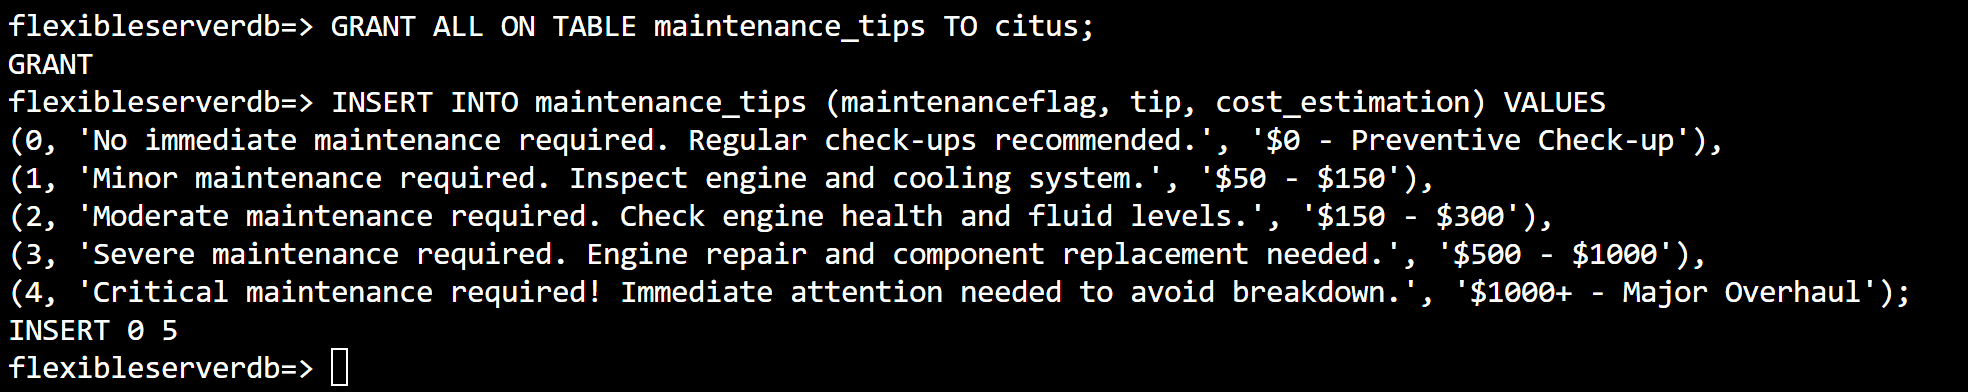 flexibleserverdb=> GRANT ALL ON TABLE maintenance_tips TO citus;
GRANT
flexibleserverdb=> INSERT INTO maintenance_tips (maintenanceflag, tip, cost_estimation) VALUES
(0, 'No immediate maintenance required. Regular check-ups recommended.', '$0 - Preventive Check-up'),
(1, 'Minor maintenance required. Inspect engine and cooling system.', '$50 - $150'),
(2, 'Moderate maintenance required. Check engine health and fluid levels.', '$150 - $300'),
(3, 'Severe maintenance required. Engine repair and component replacement needed.', '$500 - $1000'),
(4, 'Critical maintenance required! Immediate attention needed to avoid breakdown.', '$1000+ - Major Overhaul');
INSERT 0 5
flexibleserverdb=>